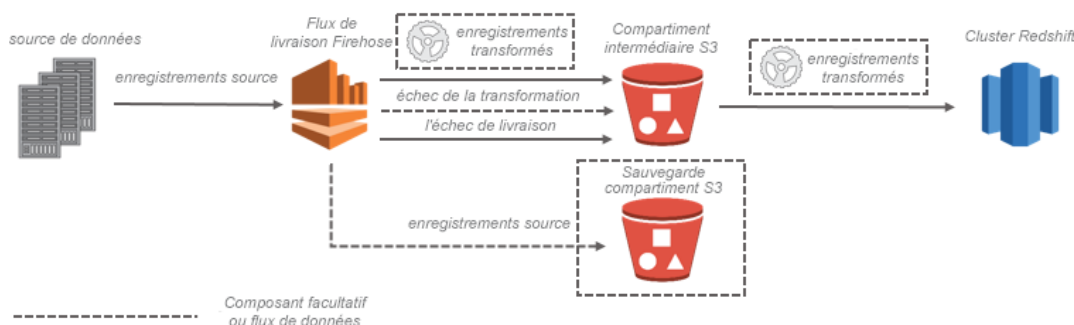 source de données
enregistrements source
Flux de
livraison Firehose
enregistrements
transformés
échec de la transformation
l'échec de livraison
Compartiment
intermédiaire S3
enregistrements
transformés
Cluster Redshift
Sauvegarde
compartiment S3
enregistrements source
Composant facultatif
ou flux de données